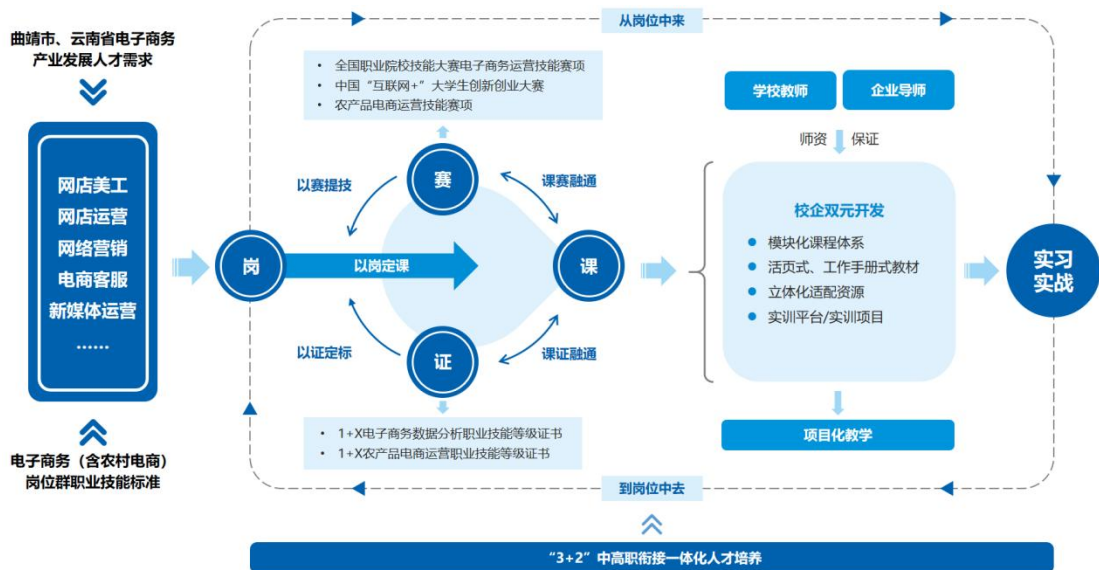 从岗位中来
曲靖市、云南省电子商务
产业发展人才需求
网店美工
网店运营
网络营销
电商客服
新媒体运营
……
电子商务（含农村电商）
岗位群职业技能标准
• 全国职业院校技能大赛电子商务运营技能赛项
• 中国“互联网+”大学生创新创业大赛
• 农产品电商运营技能赛项
赛
以赛提技
课赛融通
岗
以岗定课
课
以证定标
课证融通
证
• 1+X电子商务数据分析职业技能等级证书
• 1+X农产品电商运营职业技能等级证书
学校教师
企业导师
师资
保证
校企双元开发
● 模块化课程体系
● 活页式、工作手册式教材
● 立体化适配资源
● 实训平台/实训项目
项目化教学
实习
实战
到岗位中去
“3+2”中高职衔接一体化人才培养